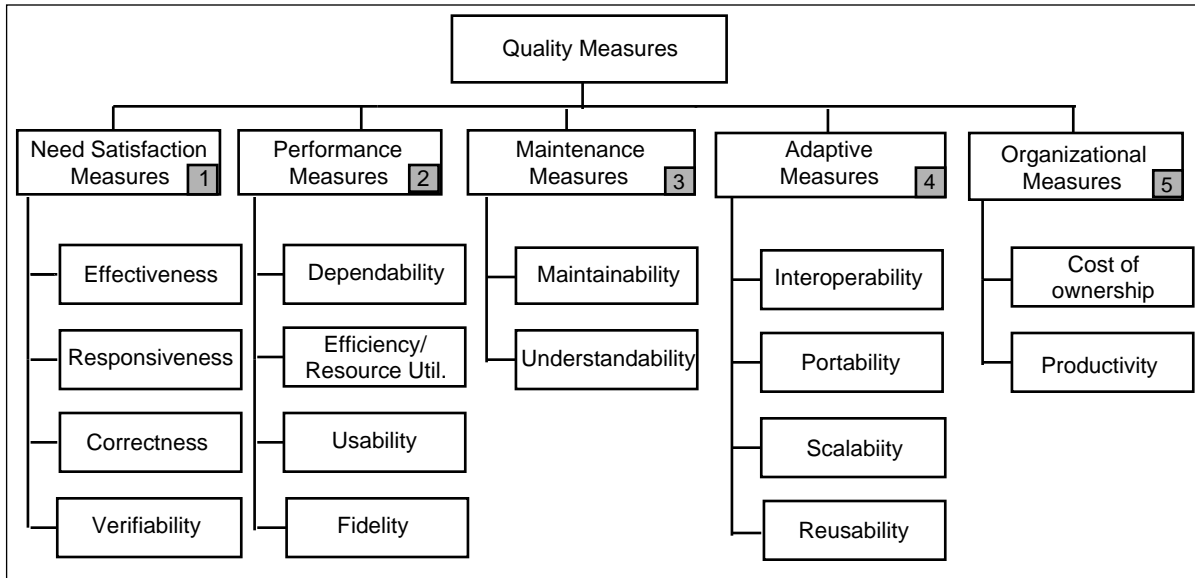 Quality Measures
Need Satisfaction
Measures
1
Performance
Measures
2
Maintenance
Measures
3
Adaptive
Measures
4
Organizational
Measures
5
Effectiveness
Responsiveness
Correctness
Verifiability
Dependability
Efficiency/
Resource Util.
Usability
Fidelity
Maintainability
Understandability
Interoperability
Portability
Scalabiity
Reusability
Cost of
ownership
Productivity